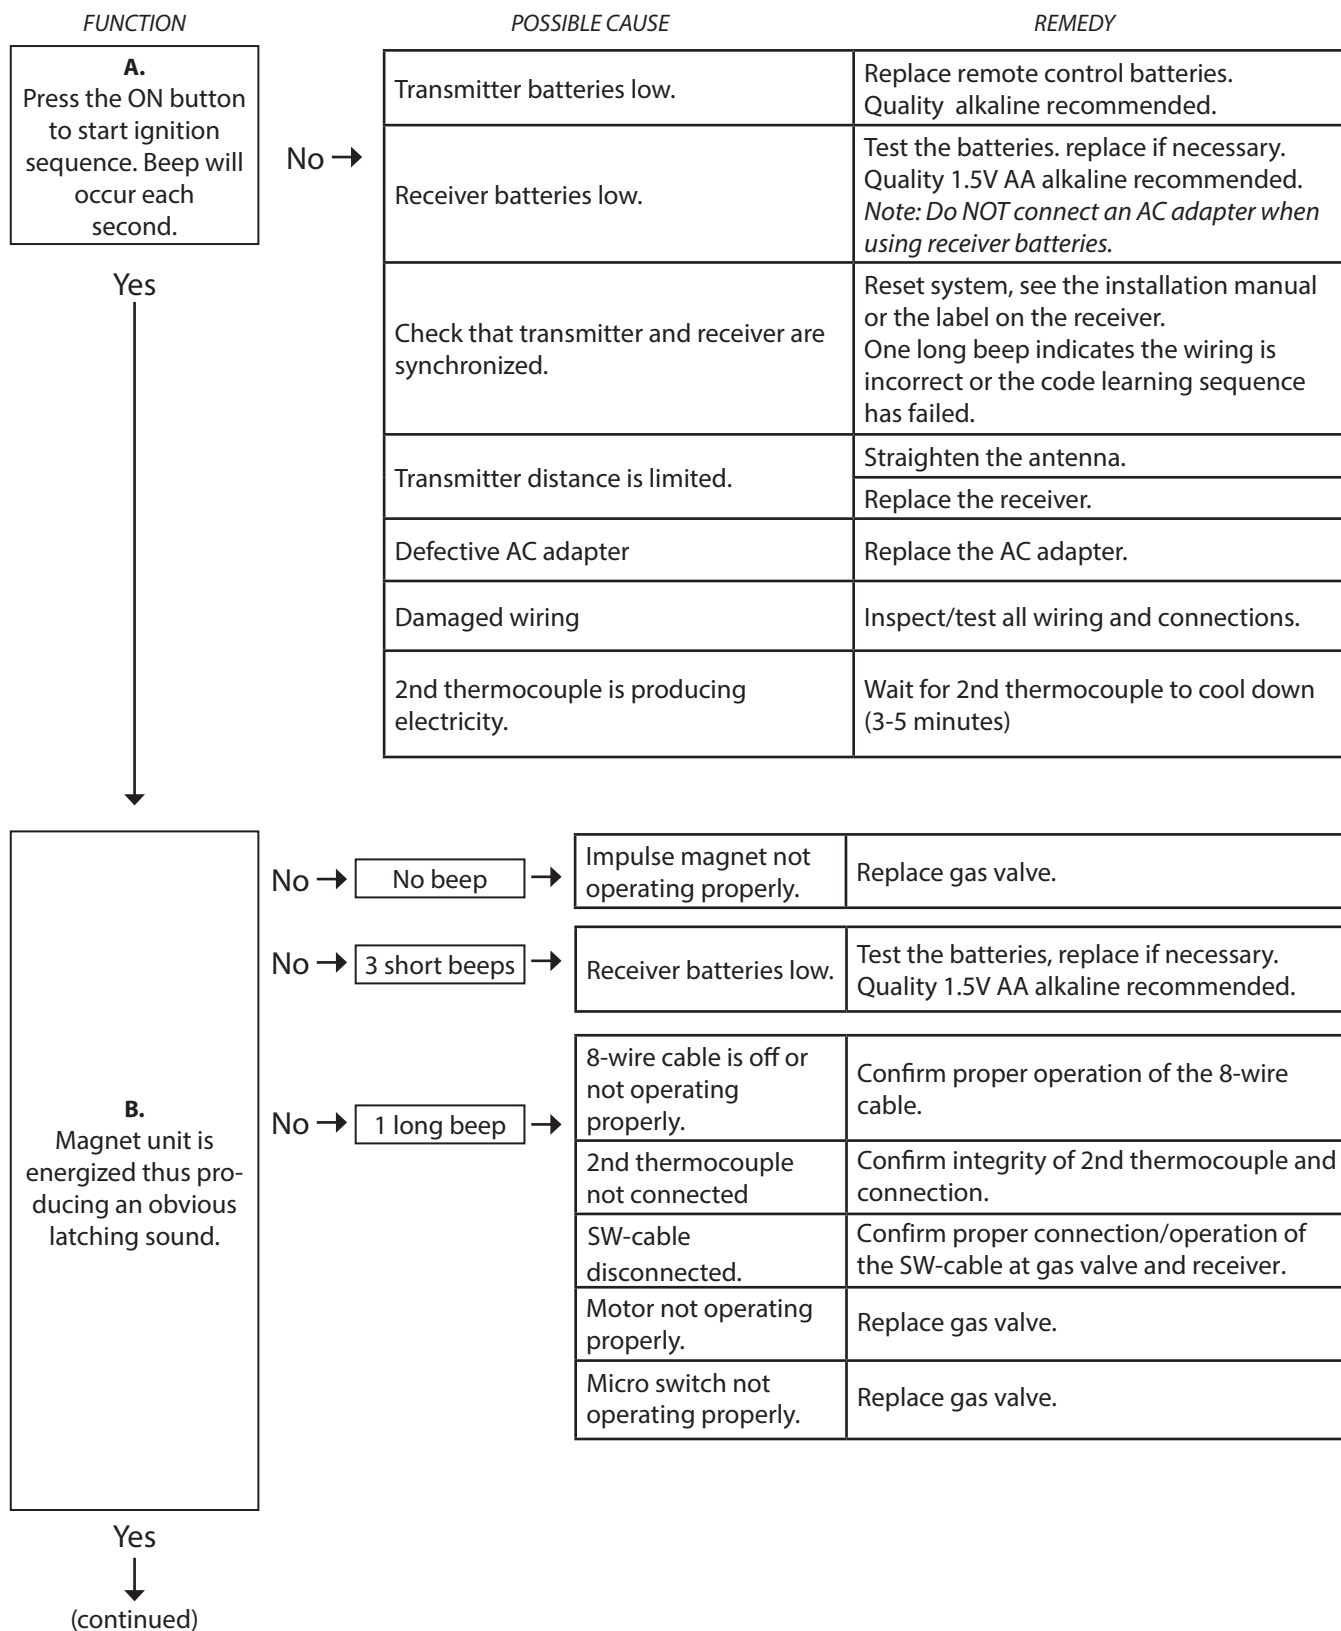 FUNCTION
POSSIBLE CAUSE
REMEDY
A.
Press the ON button
to start ignition
sequence. Beep will
occur each
second.
No
Transmitter batteries low.
Replace remote control batteries.
Quality alkaline recommended.
Receiver batteries low.
Test the batteries. replace if necessary.
Quality 1.5V AA alkaline recommended.
Note: Do NOT connect an AC adapter when
using receiver batteries.
Check that transmitter and receiver are
synchronized.
Reset system, see the installation manual
or the label on the receiver.
One long beep indicates the wiring is
incorrect or the code learning sequence
has failed.
Transmitter distance is limited.
Straighten the antenna.
Replace the receiver.
Defective AC adapter
Replace the AC adapter.
Damaged wiring
Inspect/test all wiring and connections.
2nd thermocouple is producing
electricity.
Wait for 2nd thermocouple to cool down
(3-5 minutes)
Yes
B.
Magnet unit is
energized thus pro-
ducing an obvious
latching sound.
No
No beep
Impulse magnet not
operating properly.
Replace gas valve.
No
3 short beeps
Receiver batteries low.
Test the batteries, replace if necessary.
Quality 1.5V AA alkaline recommended.
No
1 long beep
8-wire cable is off or
not operating
properly.
Confirm proper operation of the 8-wire
cable.
2nd thermocouple
not connected
Confirm integrity of 2nd thermocouple and
connection.
SW-cable
disconnected.
Confirm proper connection/operation of
the SW-cable at gas valve and receiver.
Motor not operating
properly.
Replace gas valve.
Micro switch not
operating properly.
Replace gas valve.
Yes
(continued)